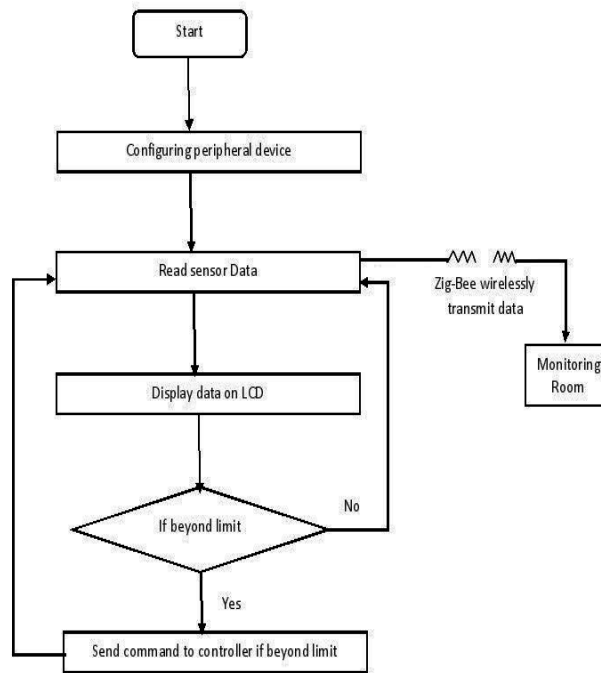 Start
Configuring peripheral device
Read sensor Data
Zig-Bee wirelessly
transmit data
Monitoring
Room
Display data on LCD
No
If beyond limit
Yes
Send command to controller if beyond limit